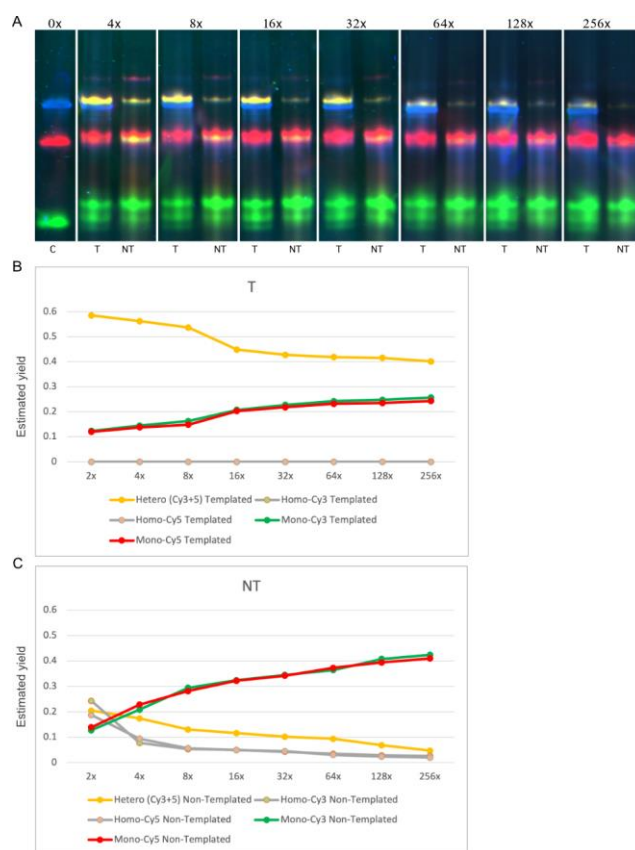 A
0x 4x 8x 16x 32x 64x 128x 256x
C T NT T NT T NT T NT T NT T NT T NT
B
T
Estimated yield
0.6
0.5
0.4
0.3
0.2
0.1
0
2x 4x 8x 16x 32x 64x 128x 256x
Hetero (Cy3+5) Templated Homo-Cy3 Templated
Homo-Cy5 Templated Mono-Cy3 Templated
Mono-Cy5 Templated
C
NT
Estimated yield
0.6
0.5
0.4
0.3
0.2
0.1
0
2x 4x 8x 16x 32x 64x 128x 256x
Hetero (Cy3+5) Non-Templated Homo-Cy3 Non-Templated
Homo-Cy5 Non-Templated Mono-Cy3 Non-Templated
Mono-Cy5 Non-Templated